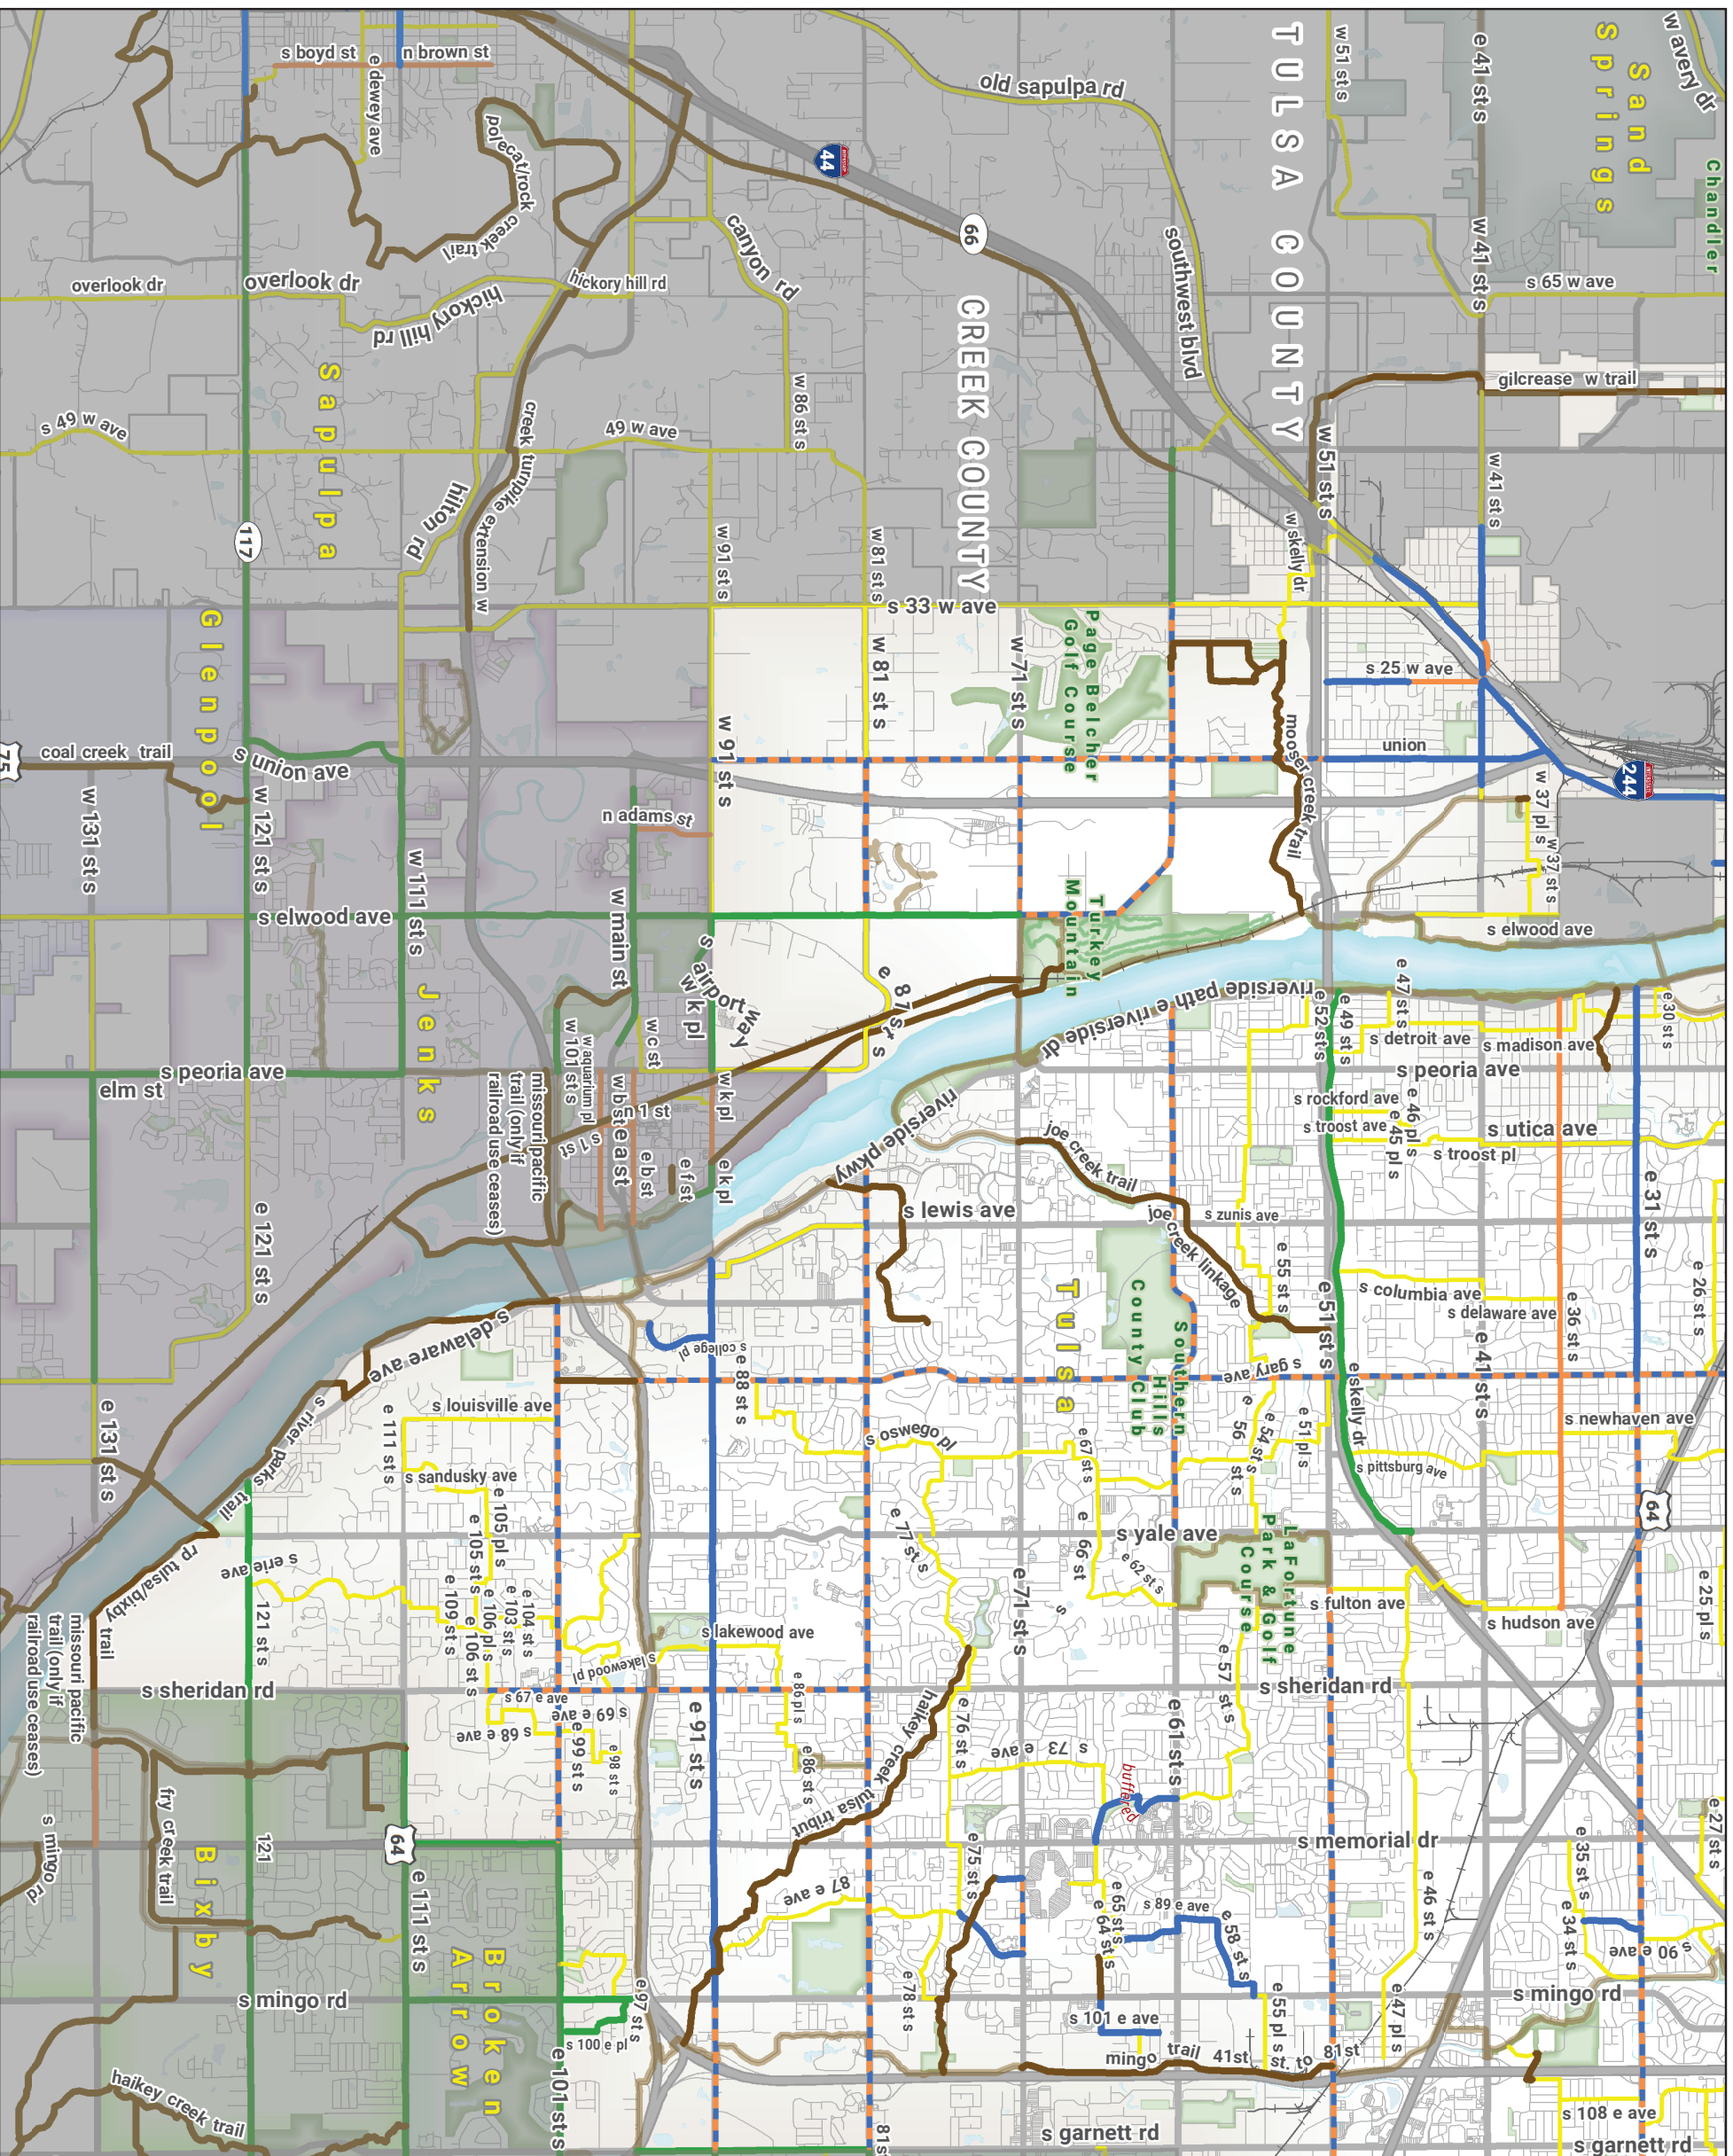 w avery dr
Sand
Springs
Chandler
e 41 st s
w 51 st s
TULSA COUNTY
old sapulpa rd
s boyd st
n brown st
e dewey ave
polecat/rock
creek trail
44
66
canyon rd
southwest blvd
w 41 st s
s 65 w ave
overlook dr
overlook dr
hickory hill rd
hickory hill rd
CREEK COUNTY
Sapulpa
gilcrease w trail
w 86 st s
s 49 w ave
49 w ave
creek turnpike extension w
hilton rd
117
w 91 st s
w 81 st s
w 51 st s
w 41 st s
w skelly dr
s 33 w ave
Glenpool
w 81 st s
w 71 st s
Page Belcher
Golf Course
s 25 w ave
mooser creek trail
union
244
w 37 pl s
w 37 st s
75
coal creek trail
s union ave
w 91 st s
w 131 st s
w 121 st s
w 111 st s
n adams st
w main st
s elwood ave
s elwood ave
Turkey
Mountain
s airport way
w k pl
e 87 st s
riverside path e riverside dr
e 52 st s
e 49 st s
e 47 st s
s detroit ave
s madison ave
e 30 st s
Jenks
s peoria ave
elm st
s peoria ave
w c st
w 101 st s
w aquarium pl
w b st
e a st
n 1 st
s 1 st
w k pl
missouri pacific
trail (only if
railroad use ceases)
e b st
e f st
e k pl
riverside pkwy
joe creek trail
s rockford ave
s troost ave
e 46 pl s
e 45 pl s
s utica ave
s troost pl
e 31 st s
s lewis ave
joe creek linkage
s zunis ave
e 55 st s
e 51 st s
e 121 st s
s columbia ave
s delaware ave
e 36 st s
e 26 st s
e 41 st s
Tulsa
Southern
Hills
County Club
s delaware ave
s college pl
e 88 st s
s gary ave
e skelly dr
s newhaven ave
s louisville ave
s river parks trail
e 131 st s
e 111 st s
s oswego pl
e 67 st s
e 56 st s
e 54 st s
e 51 pl s
s pittsburg ave
64
s sandusky ave
e 105 pl s
e 105 st s
s yale ave
e 77 st s
e 66 st s
e 62 st s
LaFortune
Park & Golf
Course
s erie ave
rp tulsa/bixby trail
e 109 st s
e 106 pl s
e 106 st s
e 103 st s
e 104 st s
e 71 st s
s fulton ave
s hudson ave
e 25 pl s
121 st s
missouri pacific
trail (only if
railroad use ceases)
s lakewood ave
s lakewood pl
s sheridan rd
s sheridan rd
e 57 st s
s 67 e ave
s 68 e ave
s 69 e ave
e 99 st s
e 98 st s
e 91 st s
e 86 pl s
e 86 st s
haikey creek tulsa tribut
e 76 st s
s 73 e ave
e 61 st s
buffered
fry creek trail
s mingo rd
Bixby
121
64
e 111 st s
87 e ave
e 75 st s
s memorial dr
e 35 st s
e 27 st s
e 34 st s
e 46 st s
s 89 e ave
e 65 st s
e 64 st s
e 58 st s
s 90 e ave
Broken
Arrow
s mingo rd
e 97 st s
e 78 st s
s mingo rd
e 47 pl s
e 55 pl s
s 101 e ave
s 100 e pl
e 101 st s
mingo trail 41st st. to 81st
haikey creek trail
s garnett rd
81 s
s 108 e ave
s garnett rd